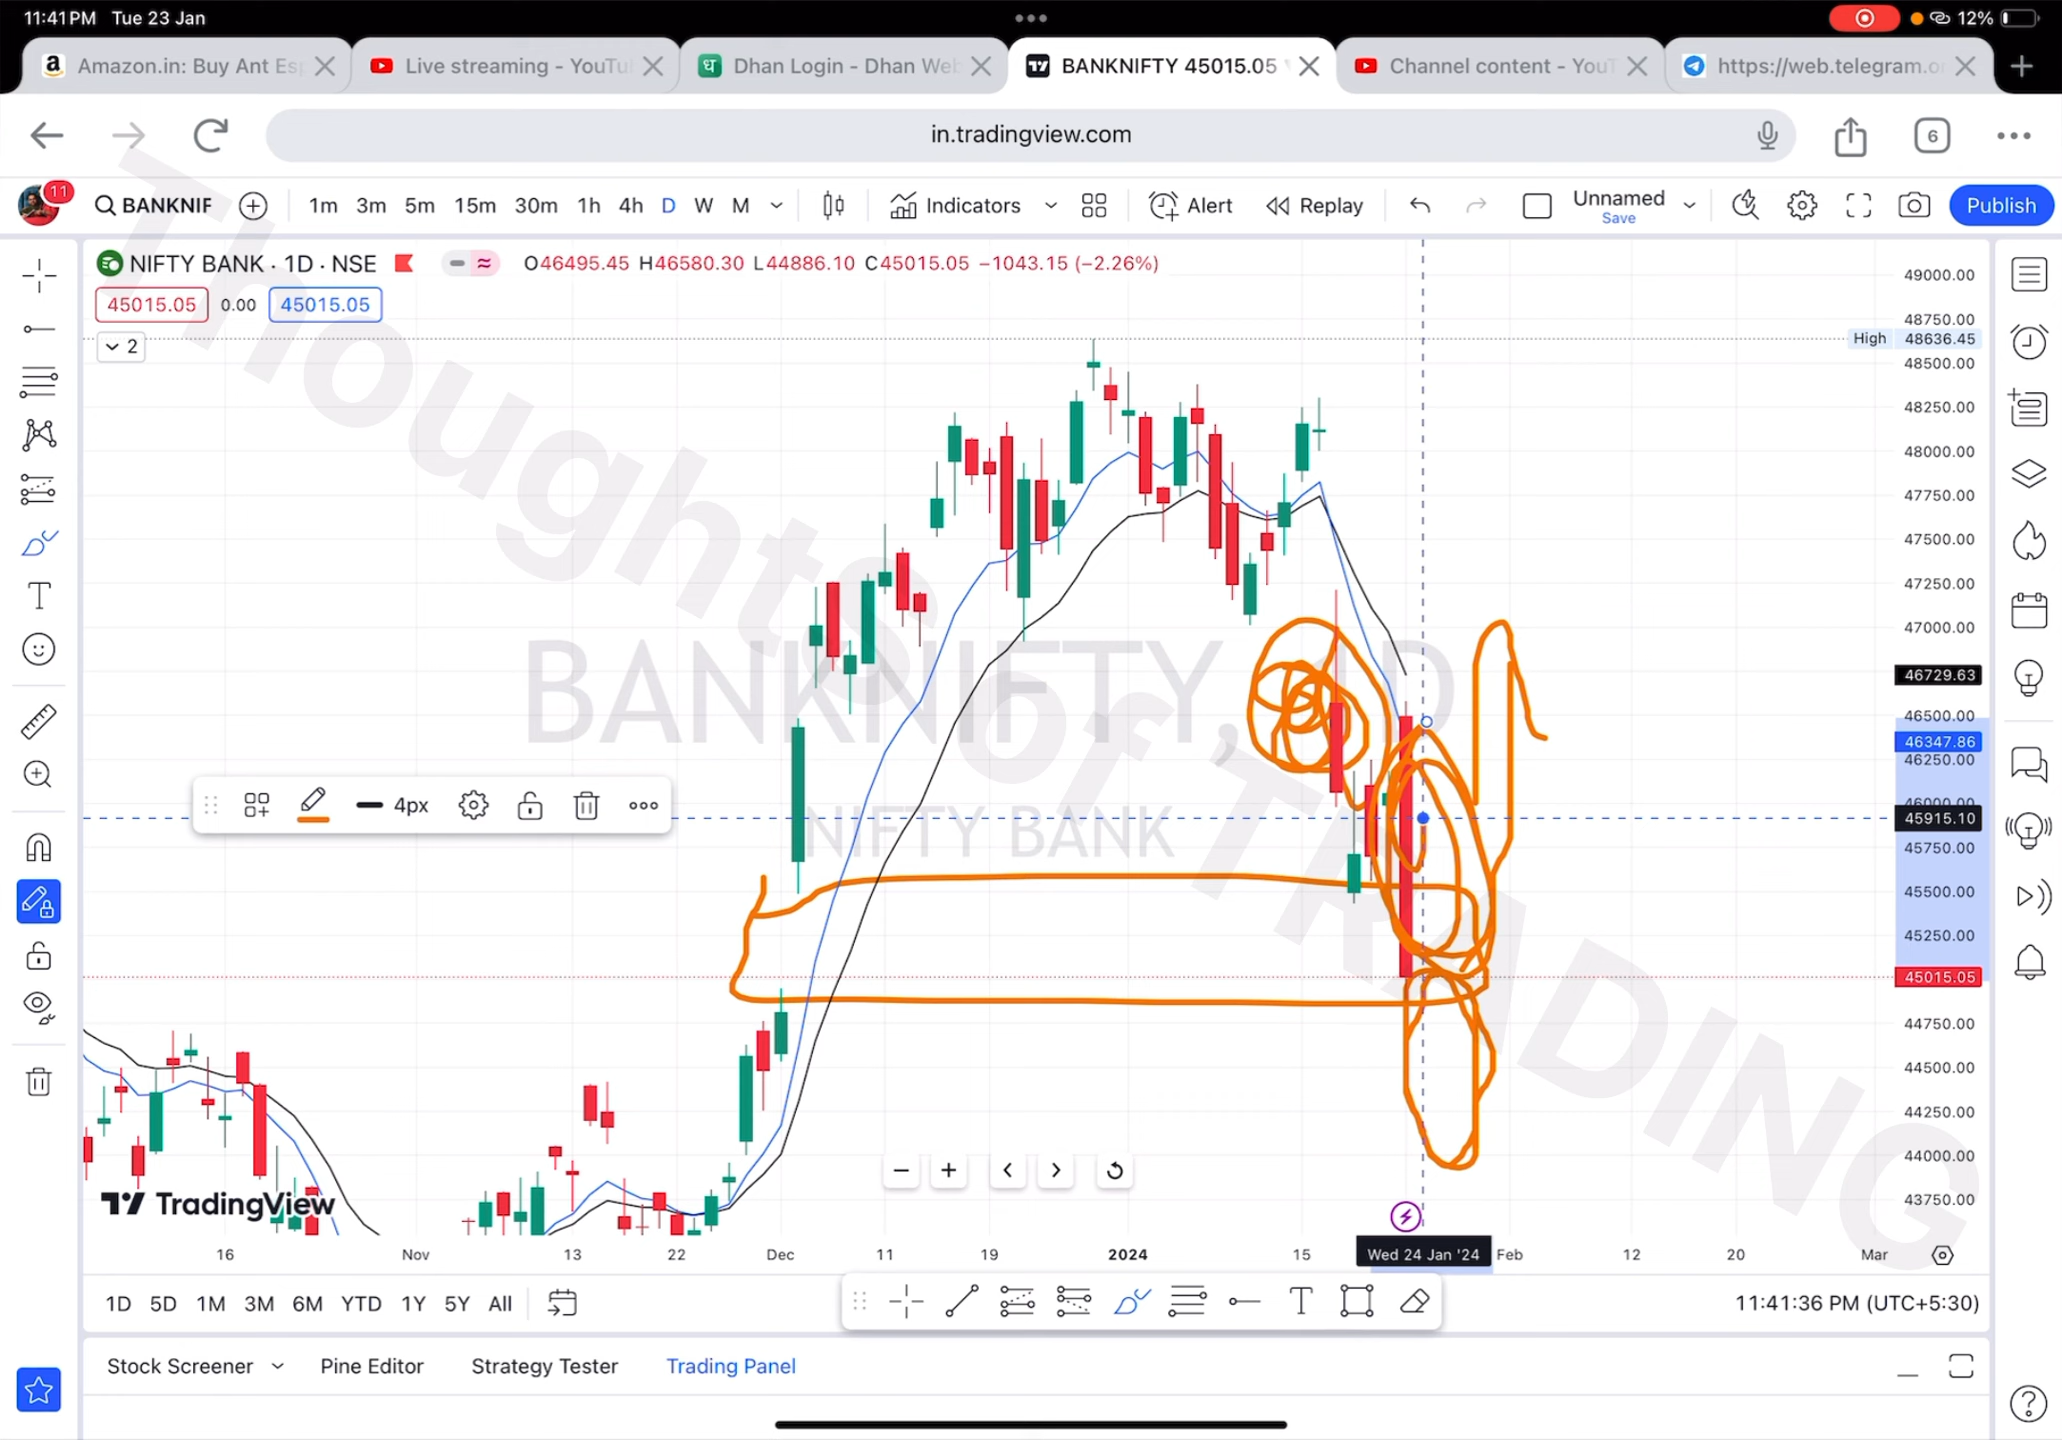 11:41PM Tue 23 Jan
12%
Amazon.in: Buy Ant Es
Live streaming - YouTu
Dhan Login - Dhan We
BANKNIFTY 45015.05
Channel content - YouT
https://web.telegram.o
in.tradingview.com
6
11
BANKNIF
1m 3m 5m 15m 30m 1h 4h D W M
Indicators
Alert
Replay
Unnamed
Save
Publish
NIFTY BANK · 1D · NSE
O46495.45 H46580.30 L44886.10 C45015.05 −1043.15 (−2.26%)
45015.05 0.00 45015.05
2
49000.00
48750.00
High 48636.45
48500.00
48250.00
48000.00
47750.00
47500.00
47250.00
47000.00
46729.63
46500.00
46347.86
46250.00
46000.00
45915.10
45750.00
45500.00
45250.00
45015.05
44750.00
44500.00
44250.00
44000.00
43750.00
ThoughtS of TRADING
BANKNIFTY, 1D
NIFTY BANK
4px
TradingView
16 Nov 13 22 Dec 11 19 2024 15 Wed 24 Jan '24 Feb 12 20 Mar
1D 5D 1M 3M 6M YTD 1Y 5Y All
11:41:36 PM (UTC+5:30)
Stock Screener
Pine Editor
Strategy Tester
Trading Panel